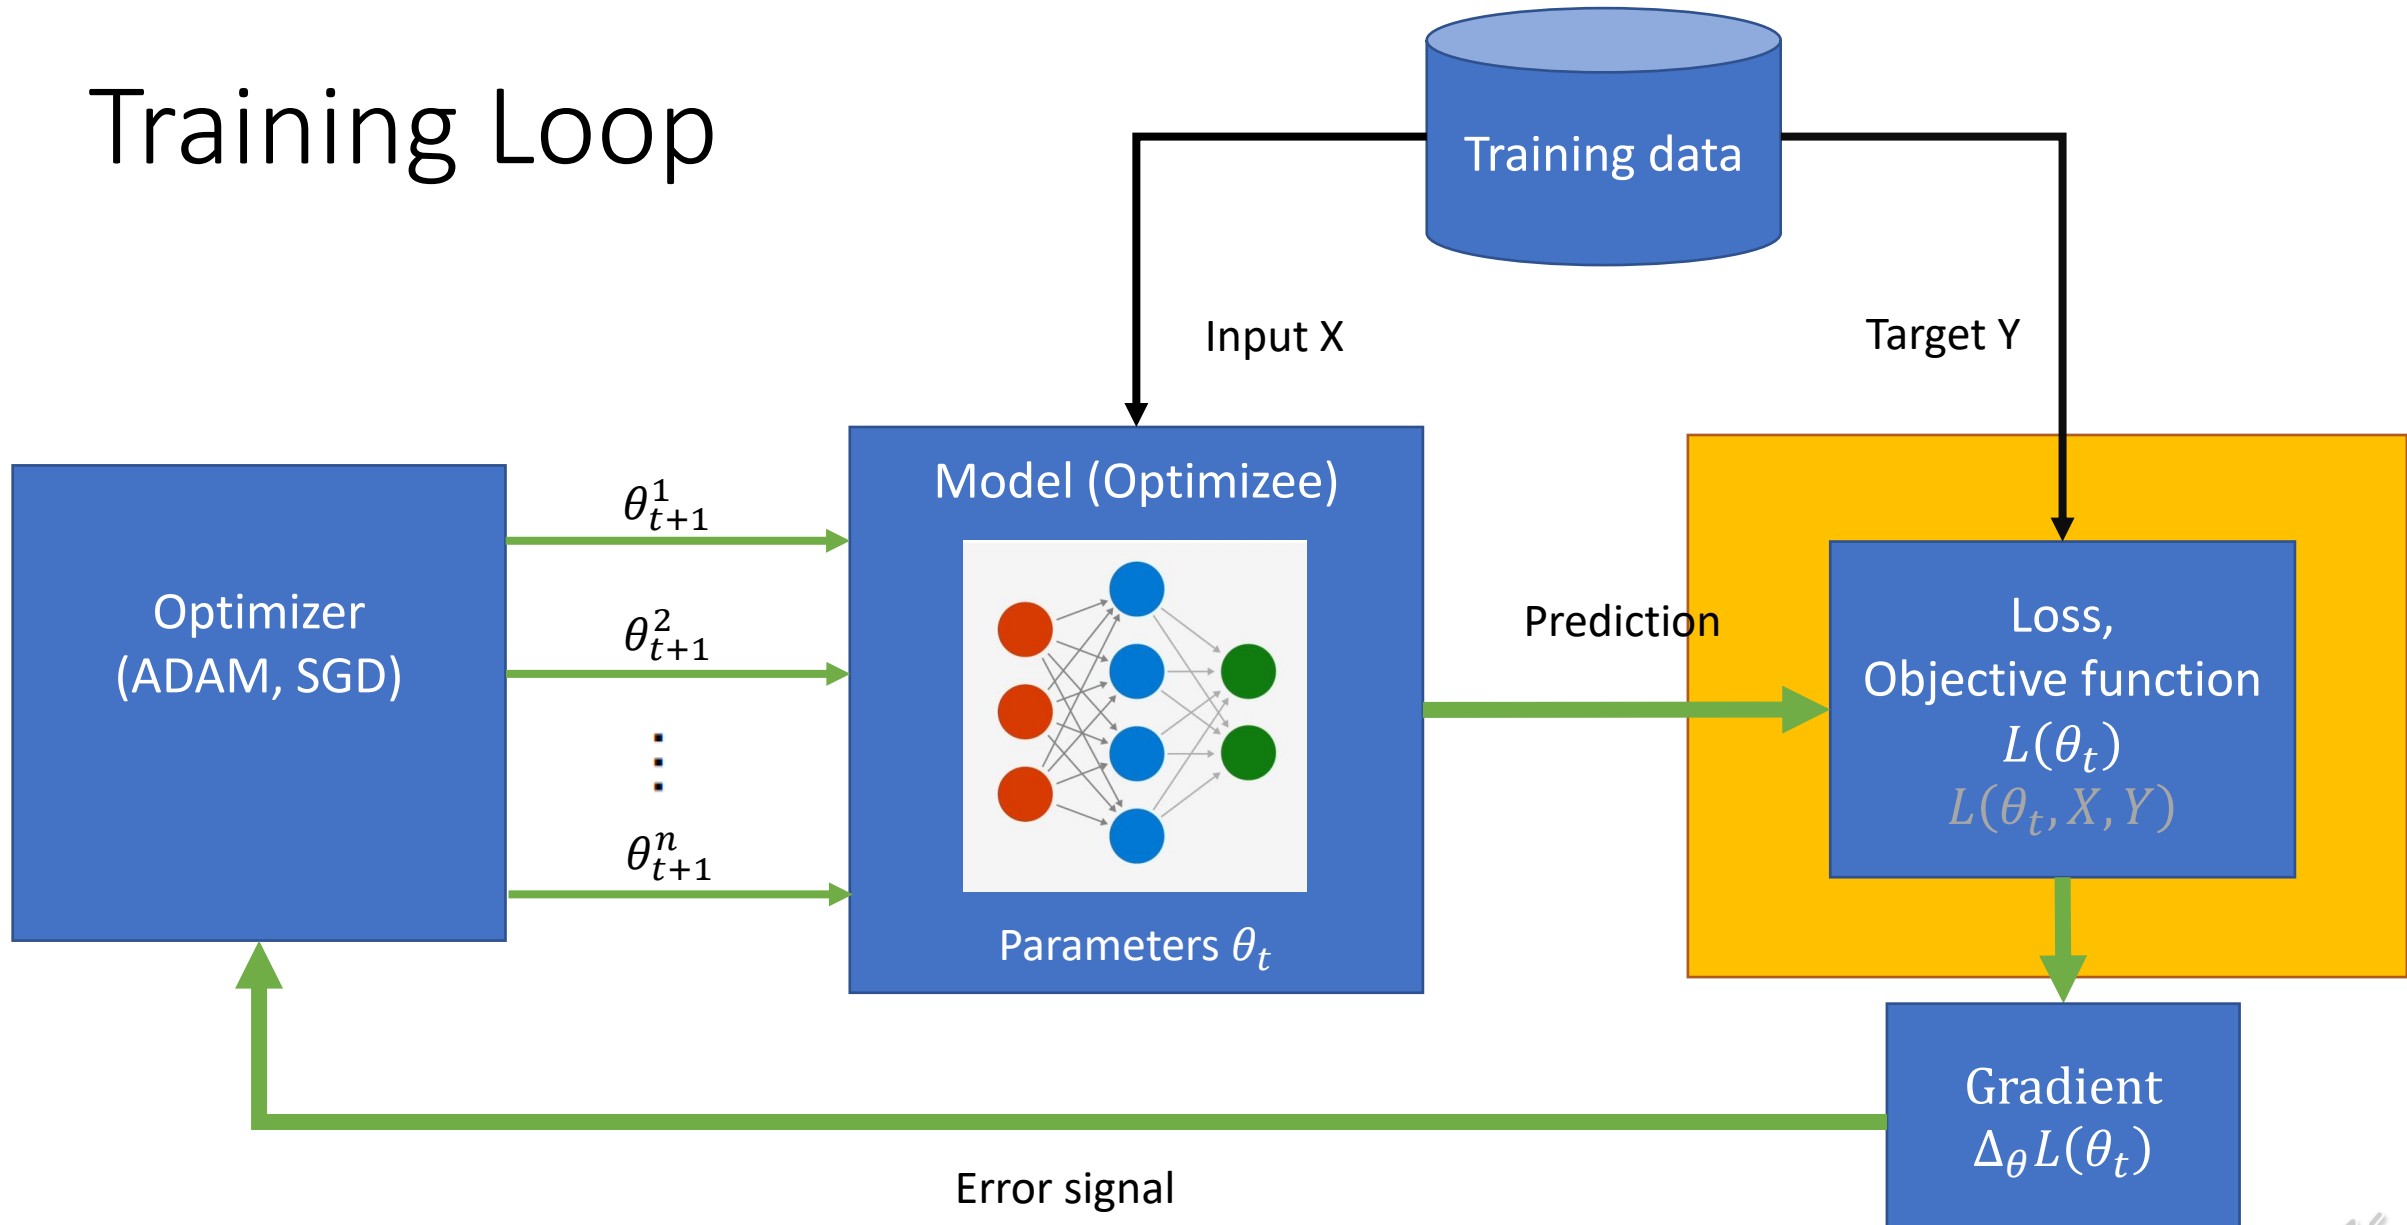 Training Loop
Training data
Input X
Target Y
Optimizer
(ADAM, SGD)
θ¹ₜ₊₁
θ²ₜ₊₁
⋮
θⁿₜ₊₁
Model (Optimizee)
Parameters θₜ
Prediction
Loss,
Objective function
L(θₜ)
L(θₜ, X, Y)
Gradient
Δ_θ L(θₜ)
Error signal